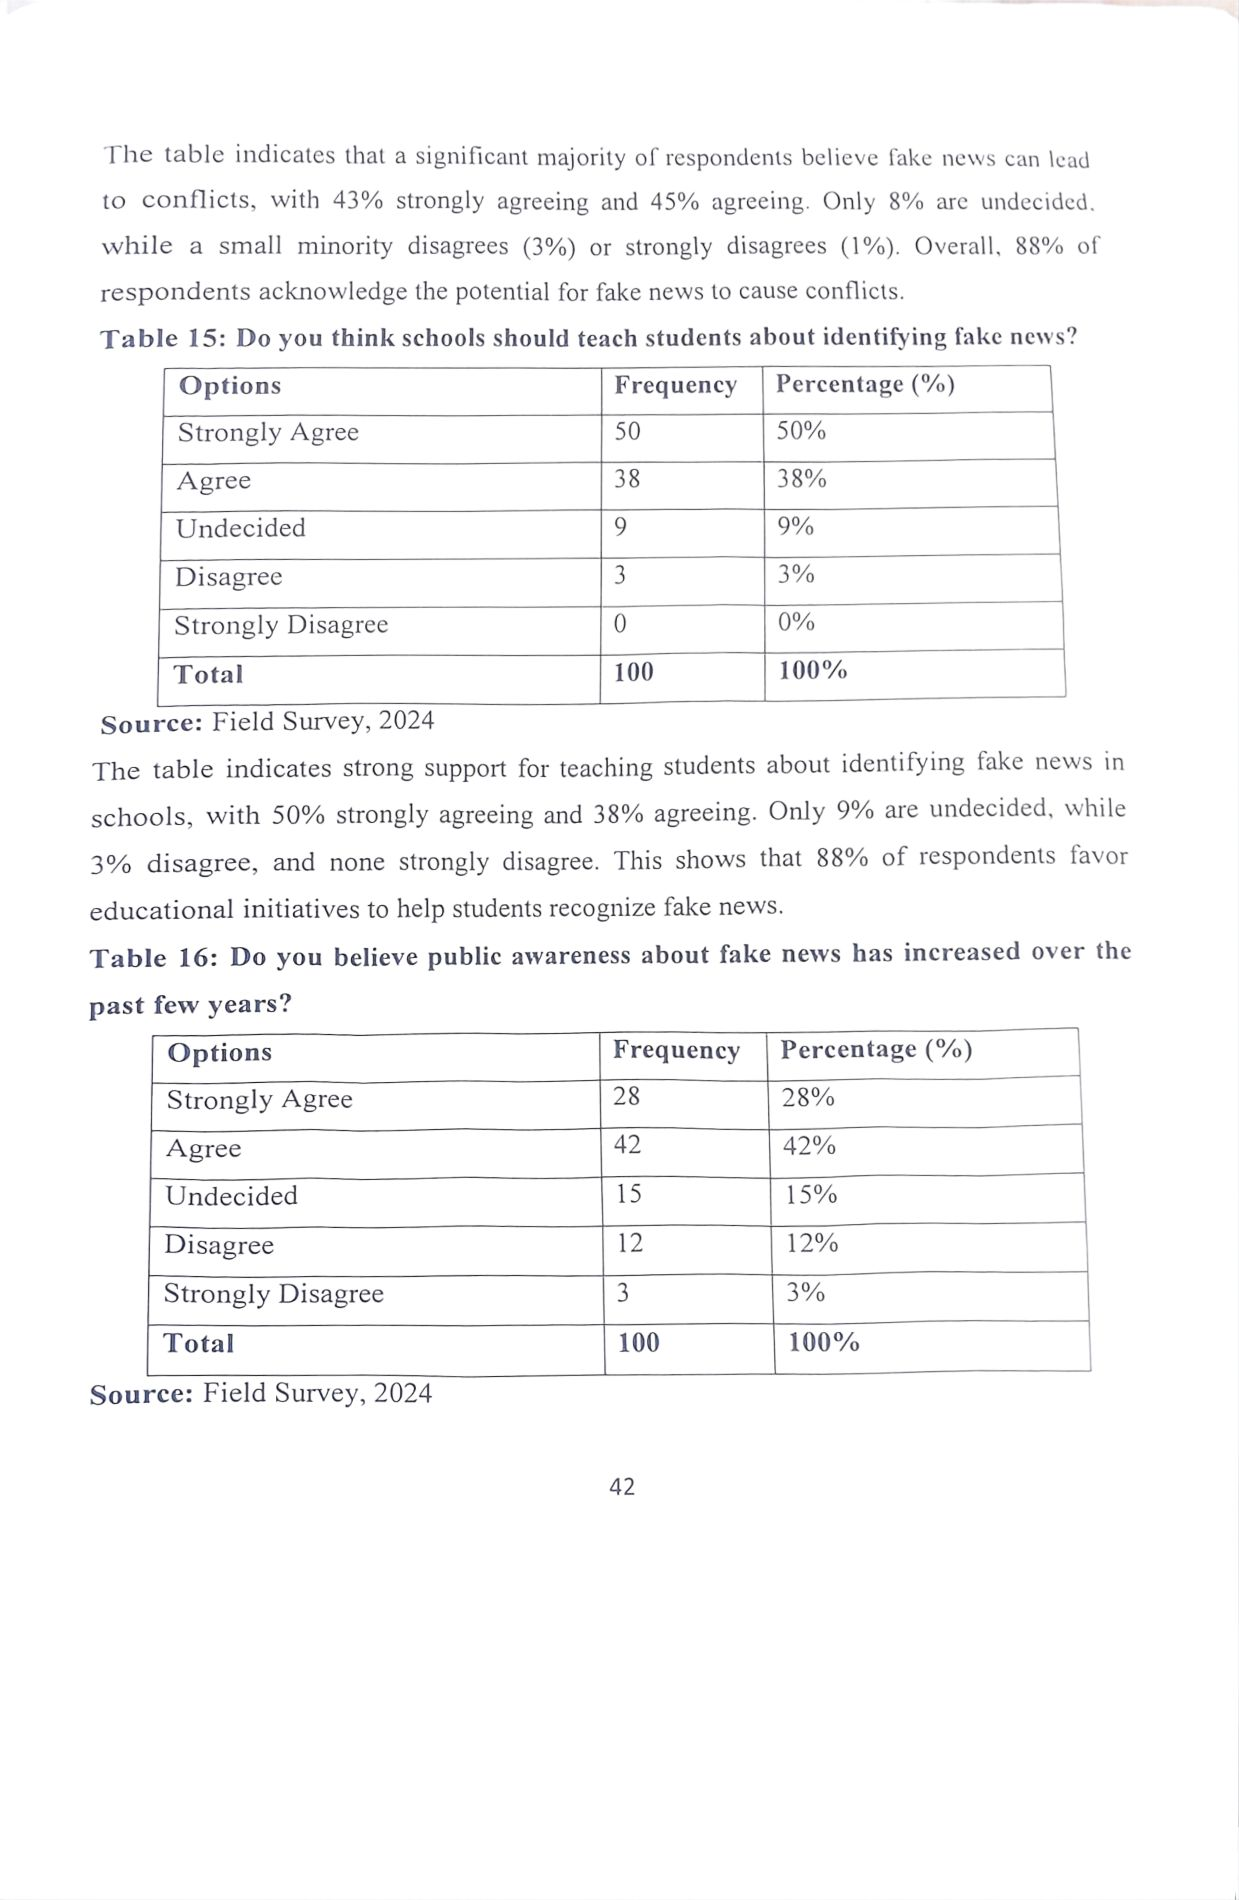 The table indicates that a significant majority of respondents believe fake news can lead
to conflicts, with 43% strongly agreeing and 45% agreeing. Only 8% are undecided.
while a small minority disagrees (3%) or strongly disagrees (1%). Overall, 88% of
respondents acknowledge the potential for fake news to cause conflicts.
Table 15: Do you think schools should teach students about identifying fake news?
Options Frequency Percentage (%)
Strongly Agree 50 50%
Agree 38 38%
Undecided 9 9%
Disagree 3 3%
Strongly Disagree 0 0%
Total 100 100%
Source: Field Survey, 2024
The table indicates strong support for teaching students about identifying fake news in
schools, with 50% strongly agreeing and 38% agreeing. Only 9% are undecided, while
3% disagree, and none strongly disagree. This shows that 88% of respondents favor
educational initiatives to help students recognize fake news.
Table 16: Do you believe public awareness about fake news has increased over the
past few years?
Options Frequency Percentage (%)
Strongly Agree 28 28%
Agree 42 42%
Undecided 15 15%
Disagree 12 12%
Strongly Disagree 3 3%
Total 100 100%
Source: Field Survey, 2024
42